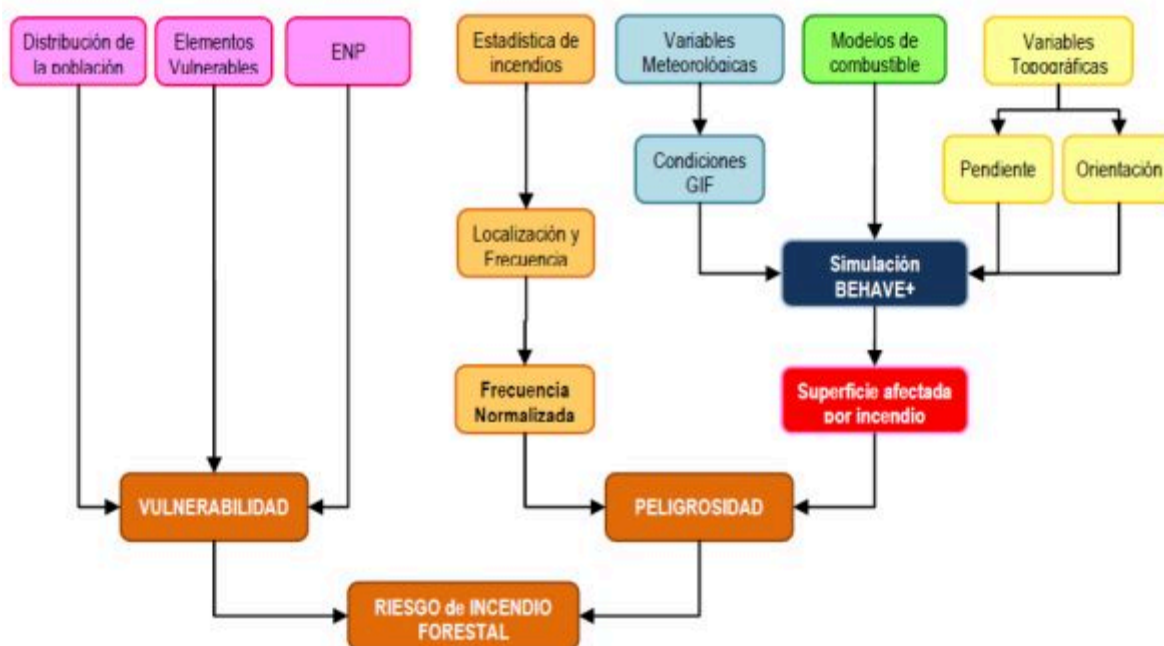 Distribución de
la población
Elementos
Vulnerables
ENP
Estadística de
incendios
Variables
Meteorológicas
Modelos de
combustible
Variables
Topográficas
Condiciones
GIF
Pendiente
Orientación
Localización y
Frecuencia
Simulación
BEHAVE+
Frecuencia
Normalizada
Superficie afectada
por incendio
VULNERABILIDAD
PELIGROSIDAD
RIESGO de INCENDIO
FORESTAL